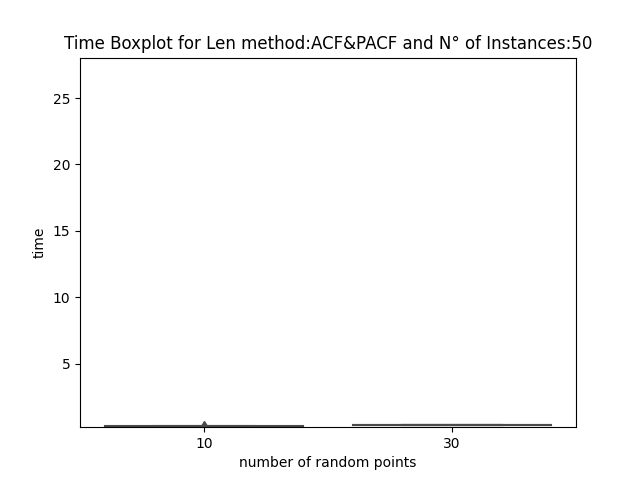 Time Boxplot for Len method:ACF&PACF and N° of Instances:50
25
20
15
10
5
time
10 30
number of random points